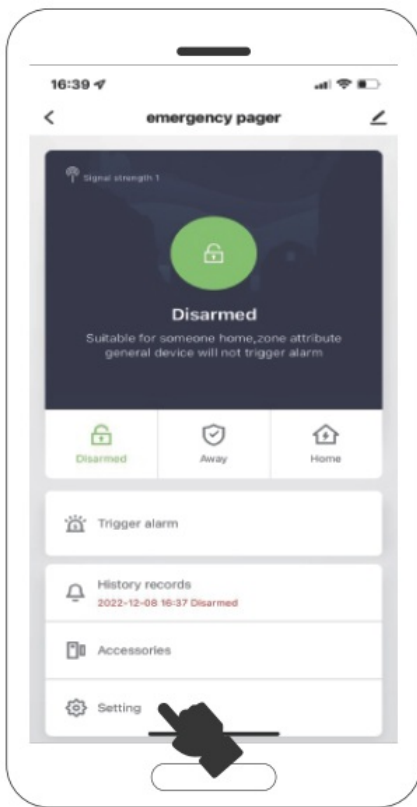 16:39
emergency pager
Signal strength 1
Disarmed
Suitable for someone home,zone attribute
general device will not trigger alarm
Disarmed
Away
Home
Trigger alarm
History records
2022-12-08 16:37 Disarmed
Accessories
Setting